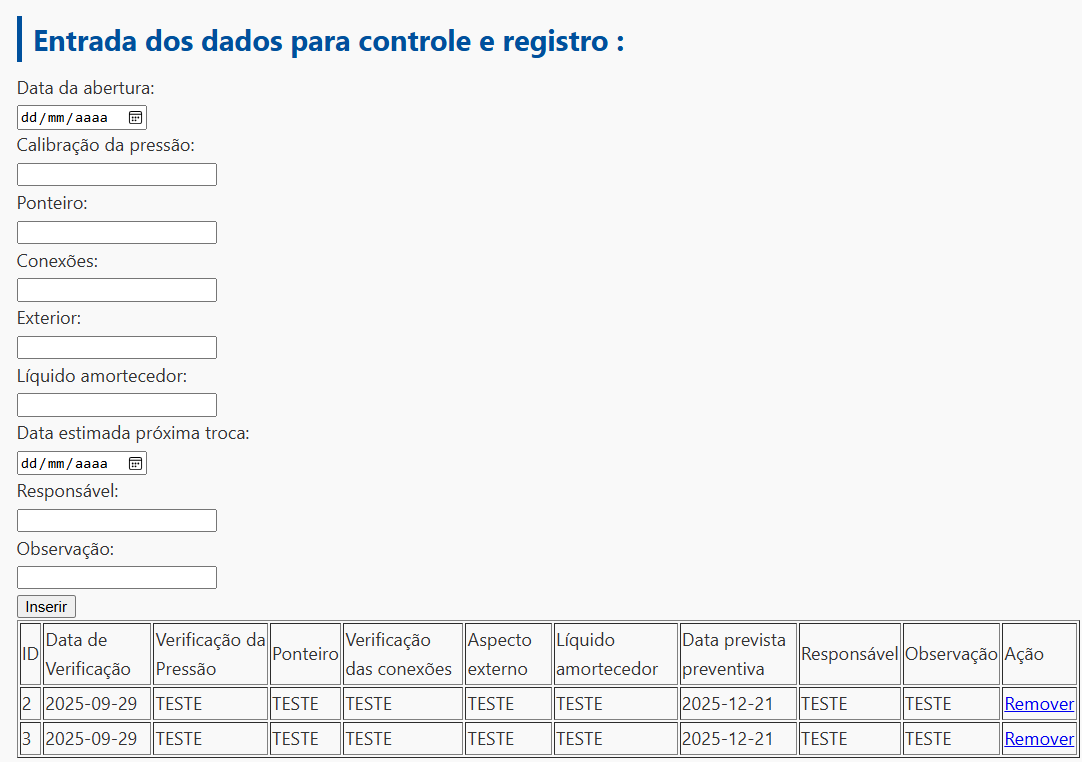 Entrada dos dados para controle e registro :
Data da abertura:
dd/mm/aaaa
Calibração da pressão:
Ponteiro:
Conexões:
Exterior:
Líquido amortecedor:
Data estimada próxima troca:
dd/mm/aaaa
Responsável:
Observação:
Inserir
ID Data de Verificação Verificação da Pressão Ponteiro Verificação das conexões Aspecto externo Líquido amortecedor Data prevista preventiva Responsável Observação Ação
2 2025-09-29 TESTE TESTE TESTE TESTE TESTE 2025-12-21 TESTE TESTE Remover
3 2025-09-29 TESTE TESTE TESTE TESTE TESTE 2025-12-21 TESTE TESTE Remover